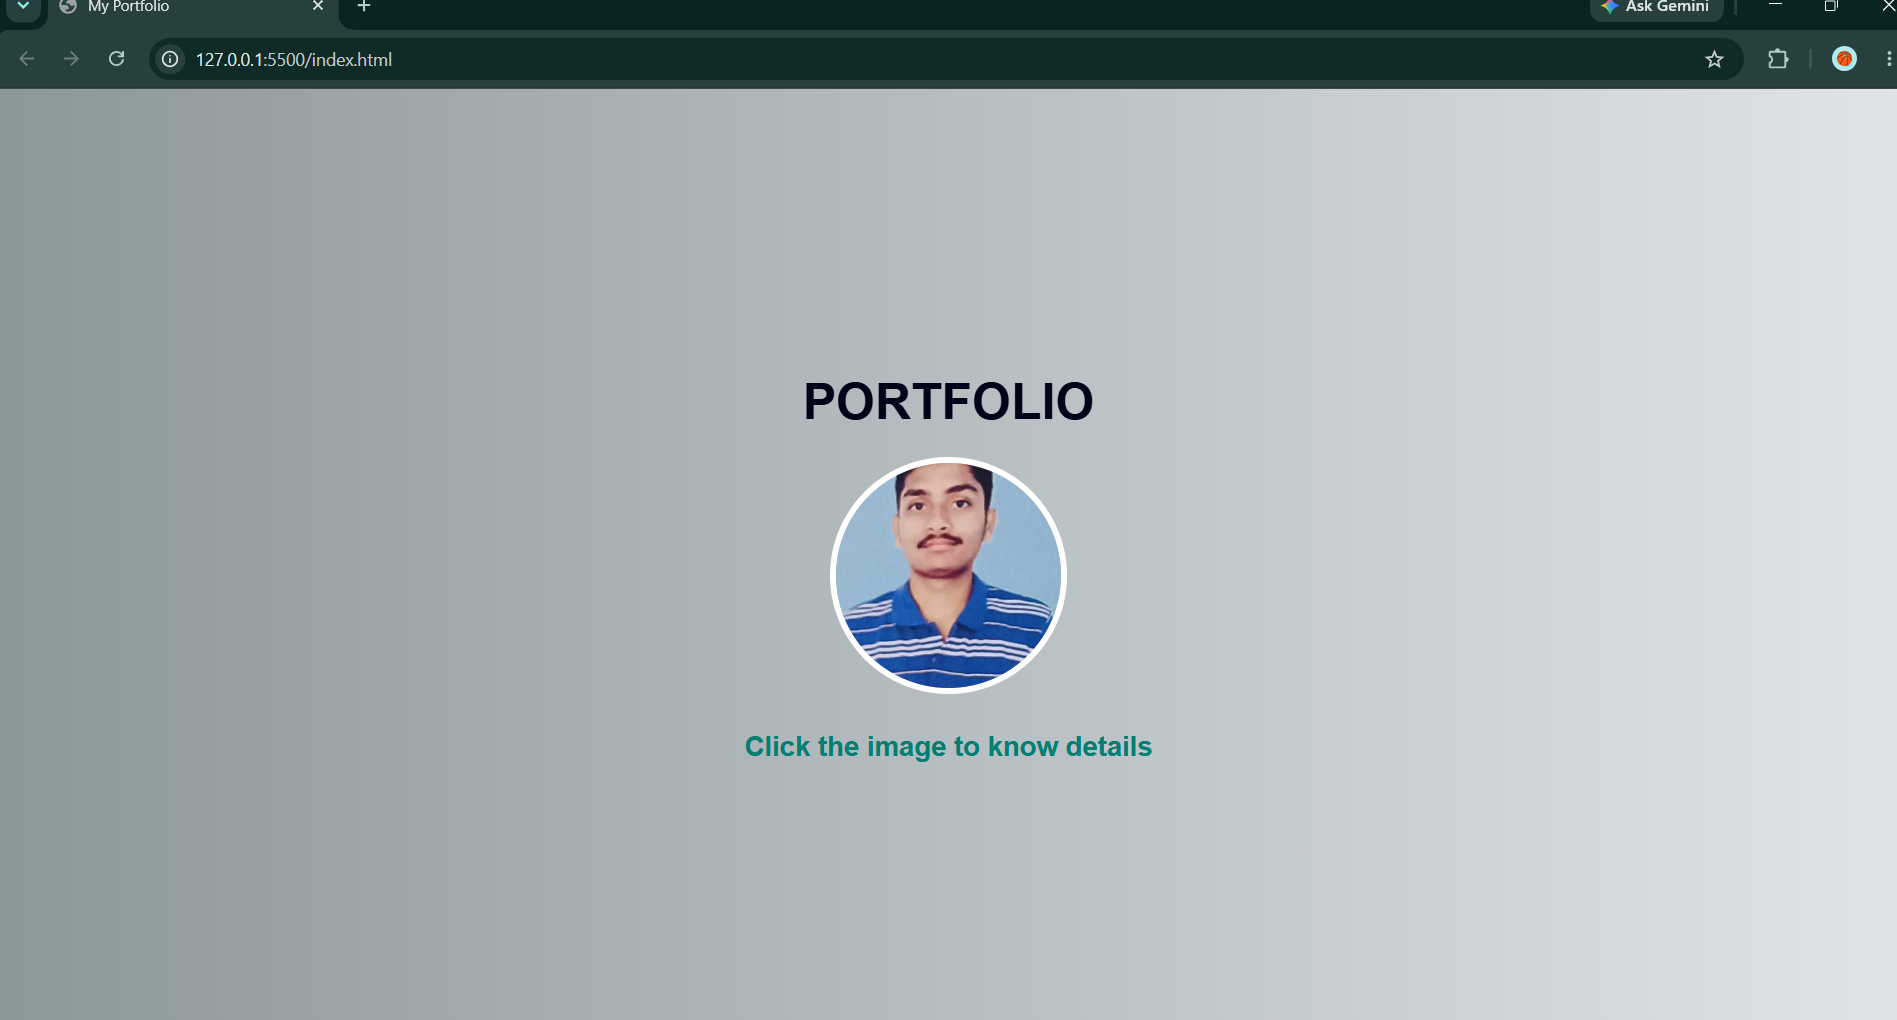 My Portfolio
Ask Gemini
127.0.0.1:5500/index.html
PORTFOLIO
Click the image to know details